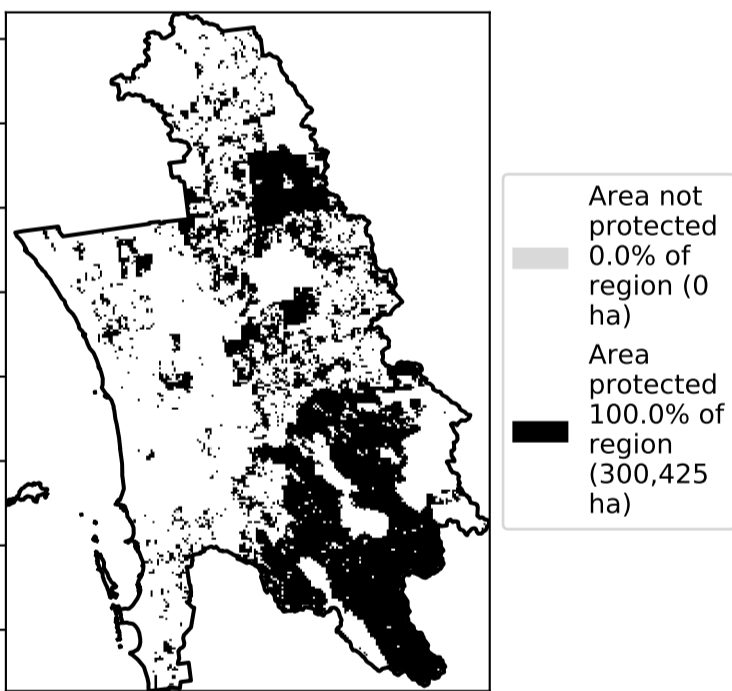 Area not
protected
0.0% of
region (0
ha)
Area
protected
100.0% of
region
(300,425
ha)